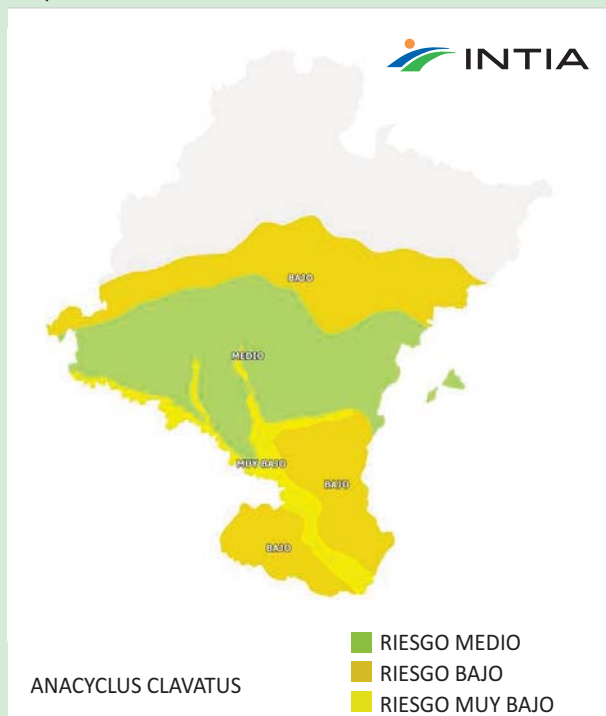 INTIA
BAJO
MEDIO
MUY BAJO
BAJO
BAJO
RIESGO MEDIO
RIESGO BAJO
RIESGO MUY BAJO
ANACYCLUS CLAVATUS